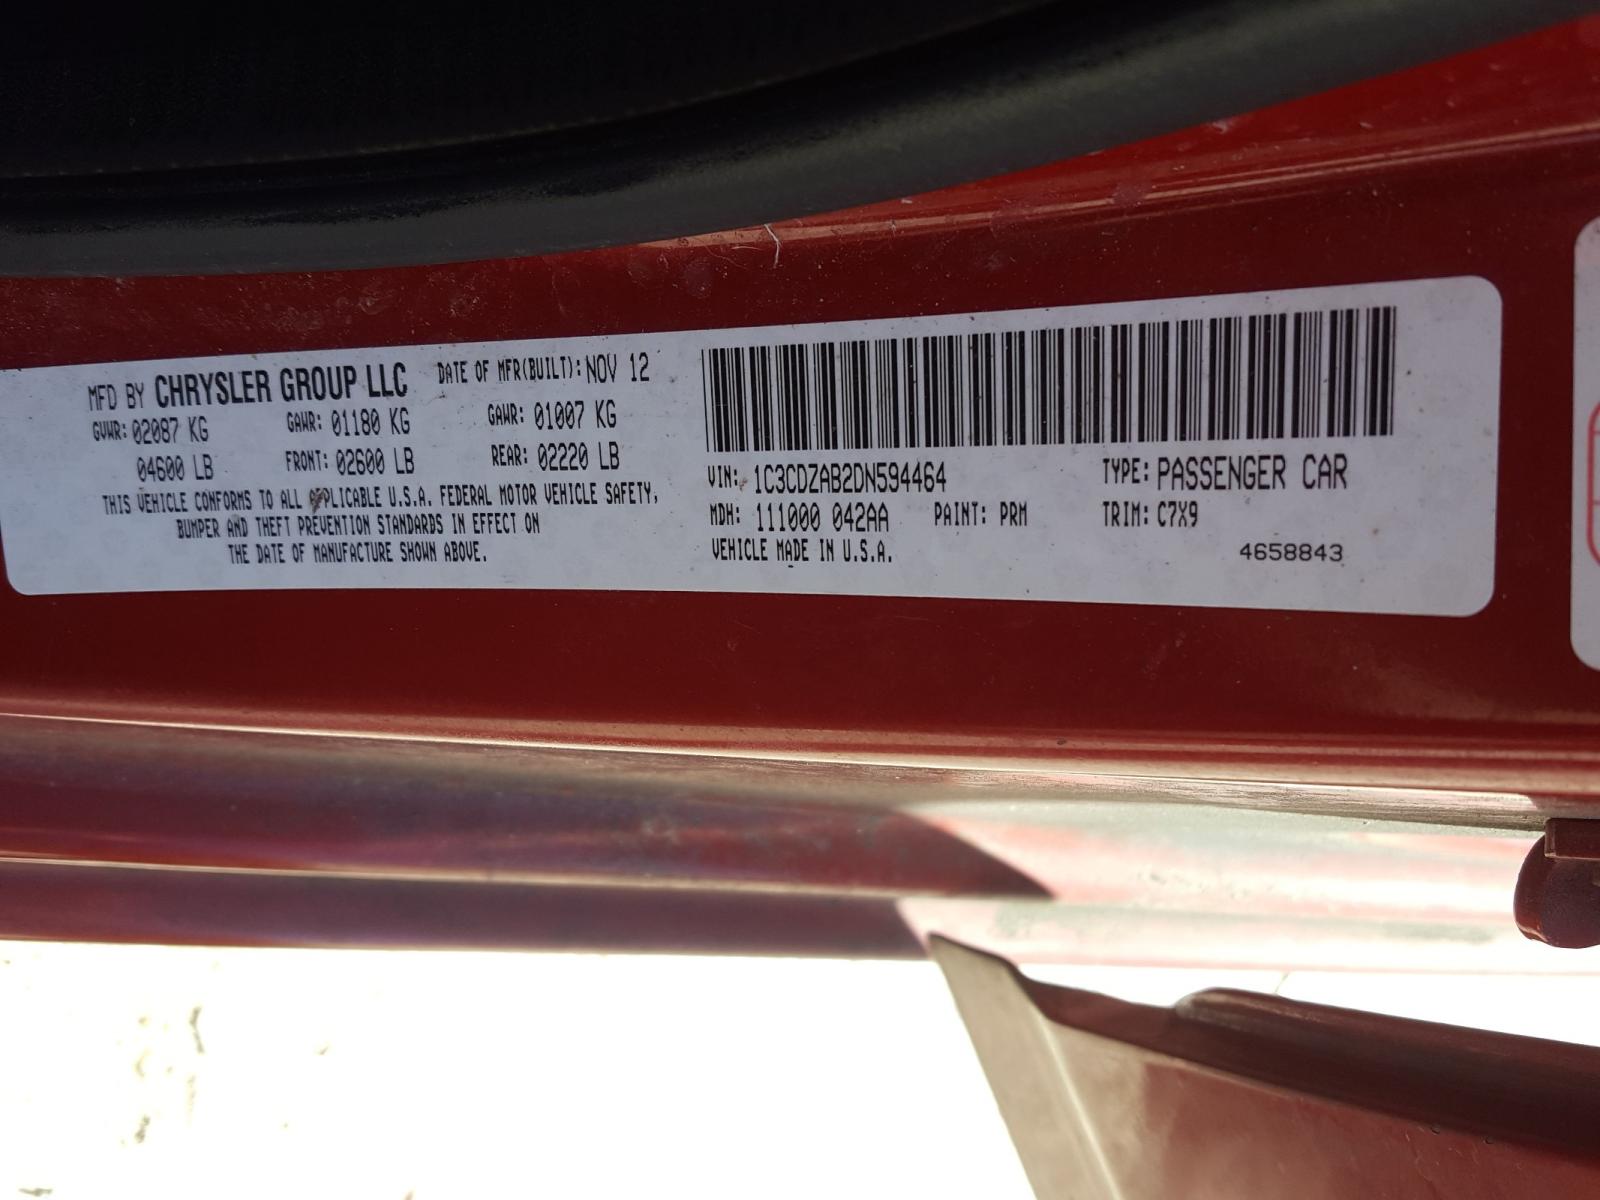 MFD BY CHRYSLER GROUP LLC DATE OF MFR(BUILT): NOV 12
GVWR: 02087 KG GAWR: 01180 KG GAWR: 01007 KG
04600 LB FRONT: 02600 LB REAR: 02220 LB
THIS VEHICLE CONFORMS TO ALL APPLICABLE U.S.A. FEDERAL MOTOR VEHICLE SAFETY,
BUMPER AND THEFT PREVENTION STANDARDS IN EFFECT ON
THE DATE OF MANUFACTURE SHOWN ABOVE.
VIN: 1C3CDZAB2DN594464 TYPE: PASSENGER CAR
MDH: 111000 042AA PAINT: PRM TRIM: C7X9
VEHICLE MADE IN U.S.A. 4658843